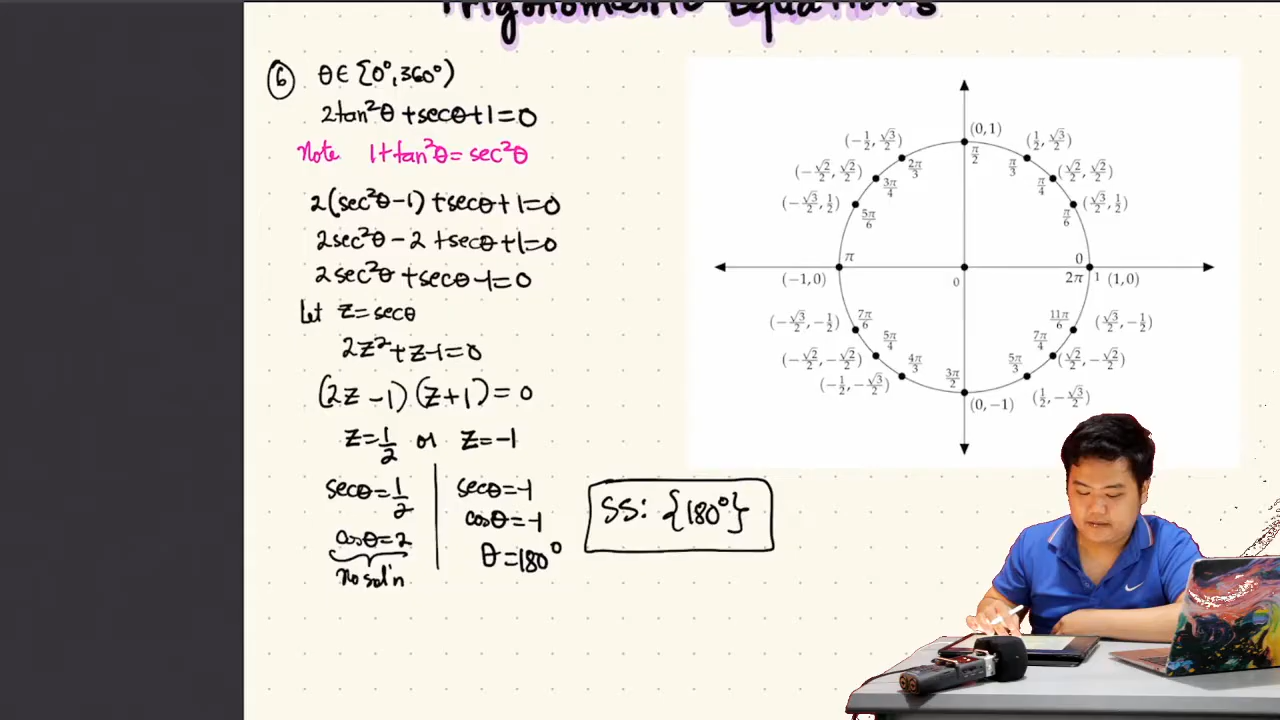 Trigonometric Equations
⑥ θ∈[0°,360°)
2tan²θ+secθ+1=0
Note 1+tan²θ=sec²θ
2(sec²θ-1)+secθ+1=0
2sec²θ-2+secθ+1=0
2sec²θ+secθ-1=0
Let z=secθ
2z²+z-1=0
(2z-1)(z+1)=0
z=1/2 or z=-1
secθ=1/2
cosθ=2
no sol'n
secθ=-1
cosθ=-1
θ=180°
SS: {180°}
(0,1)
π/2
(-1/2, √3/2)
2π/3
(-√2/2, √2/2)
3π/4
(-√3/2, 1/2)
5π/6
(1/2, √3/2)
π/3
(√2/2, √2/2)
π/4
(√3/2, 1/2)
π/6
(-1,0)
π
0
0
2π
1
(1,0)
(-√3/2, -1/2)
7π/6
(-√2/2, -√2/2)
5π/4
(-1/2, -√3/2)
4π/3
3π/2
(0,-1)
11π/6
(√3/2, -1/2)
7π/4
(√2/2, -√2/2)
5π/3
(1/2, -√3/2)